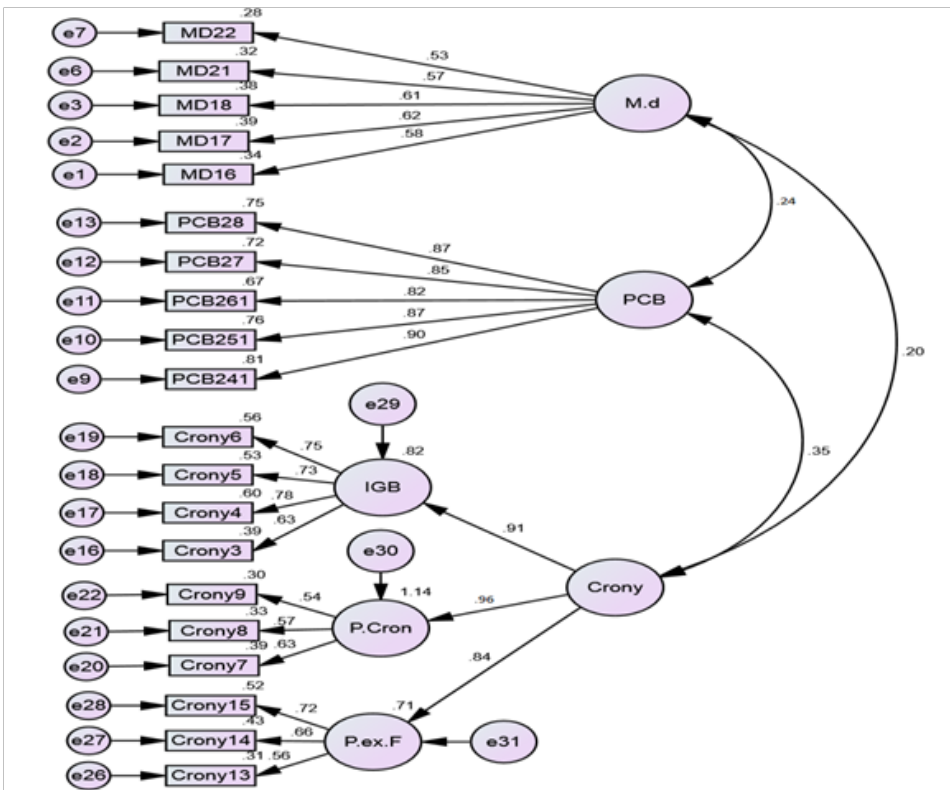 .28
e7 MD22
.53
.32
e6 MD21
.57
M.d
.38
e3 MD18
.61
.39
e2 MD17
.62
.34
e1 MD16
.58
.24
.75
e13 PCB28
.87
.72
e12 PCB27
.85
.67
e11 PCB261
.82
PCB
.76
e10 PCB251
.87
.81
e9 PCB241
.90
.20
e29
.56
e19 Crony6
.75
.82
.35
.53
e18 Crony5
.73
IGB
.60
e17 Crony4
.78
.39
e16 Crony3
.63
.91
e30
Crony
.30
e22 Crony9
.54
1.14
.96
.33
e21 Crony8
.57
P.Cron
.39
e20 Crony7
.63
.84
.52
e28 Crony15
.72
.71
.43
e27 Crony14
.66
P.ex.F e31
.31
e26 Crony13
.56